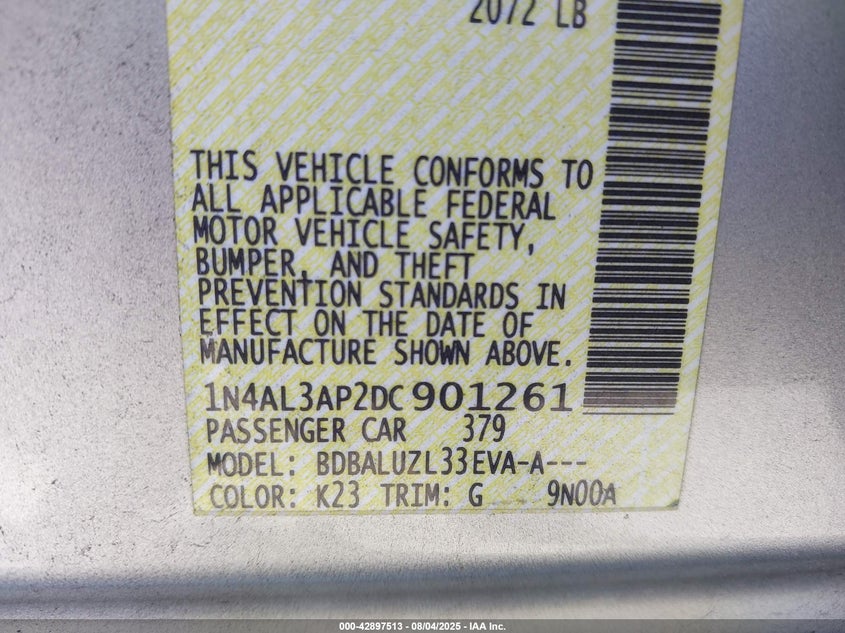 2072 LB
THIS VEHICLE CONFORMS TO
ALL APPLICABLE FEDERAL
MOTOR VEHICLE SAFETY,
BUMPER, AND THEFT
PREVENTION STANDARDS IN
EFFECT ON THE DATE OF
MANUFACTURE SHOWN ABOVE.
1N4AL3AP2DC901261
PASSENGER CAR 379
MODEL: BDBALUZL33EVA-A---
COLOR: K23 TRIM: G 9N00A
000-42897513 - 08/04/2025 - IAA Inc.